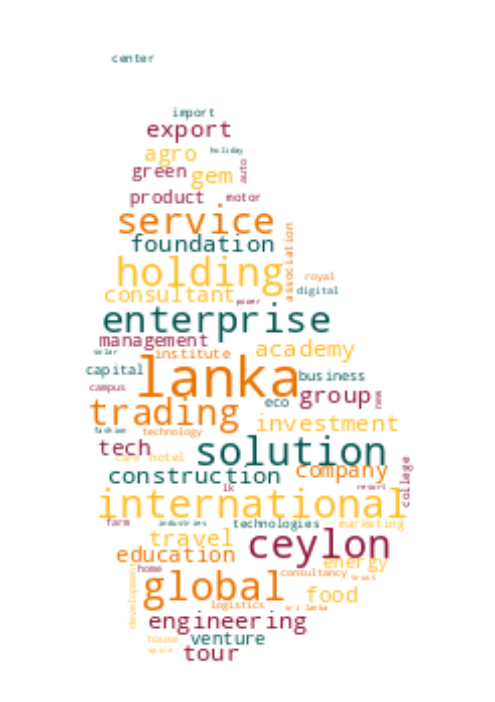 center
import
export
agro holiday
green gem auto
product motor
service
foundation association
holding royal
consultant power digital
enterprise
management
solar institute academy
capital lanka business
campus eco group new
trading investment
fashion technology
tech solution
care hotel
construction company college
lk resort
international
farm industries technologies marketing
travel ceylon
education energy
home consultancy trust
development global food
logistics sri lanka
engineering
house venture
spice tour